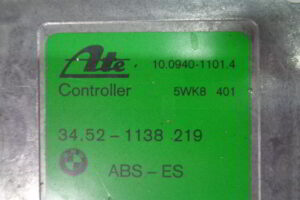 Ate 10.0940-1101.4
Controller 5WK8 401
34.52-1138 219
ABS-ES